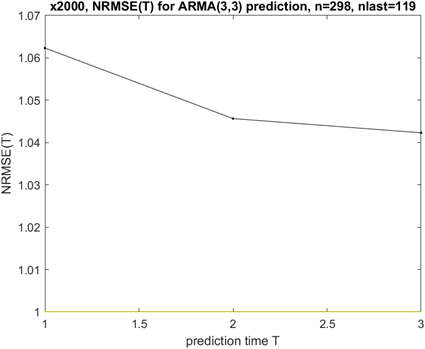 x2000, NRMSE(T) for ARMA(3,3) prediction, n=298, nlast=119
NRMSE(T)
1.07
1.06
1.05
1.04
1.03
1.02
1.01
1
1 1.5 2 2.5 3
prediction time T